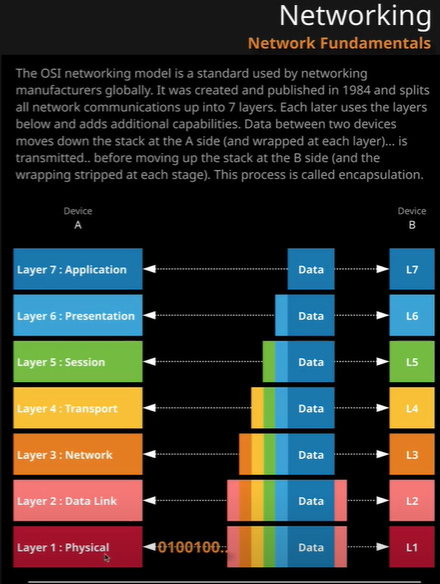 Networking
Network Fundamentals
The OSI networking model is a standard used by networking
manufacturers globally. It was created and published in 1984 and splits
all network communications up into 7 layers. Each later uses the layers
below and adds additional capabilities. Data between two devices
moves down the stack at the A side (and wrapped at each layer)... is
transmitted.. before moving up the stack at the B side (and the
wrapping stripped at each stage). This process is called encapsulation.
Device
A
Device
B
Layer 7 : Application
Data
L7
Layer 6 : Presentation
Data
L6
Layer 5 : Session
Data
L5
Layer 4 : Transport
Data
L4
Layer 3 : Network
Data
L3
Layer 2 : Data Link
Data
L2
Layer 1 : Physical
0100100..
Data
L1